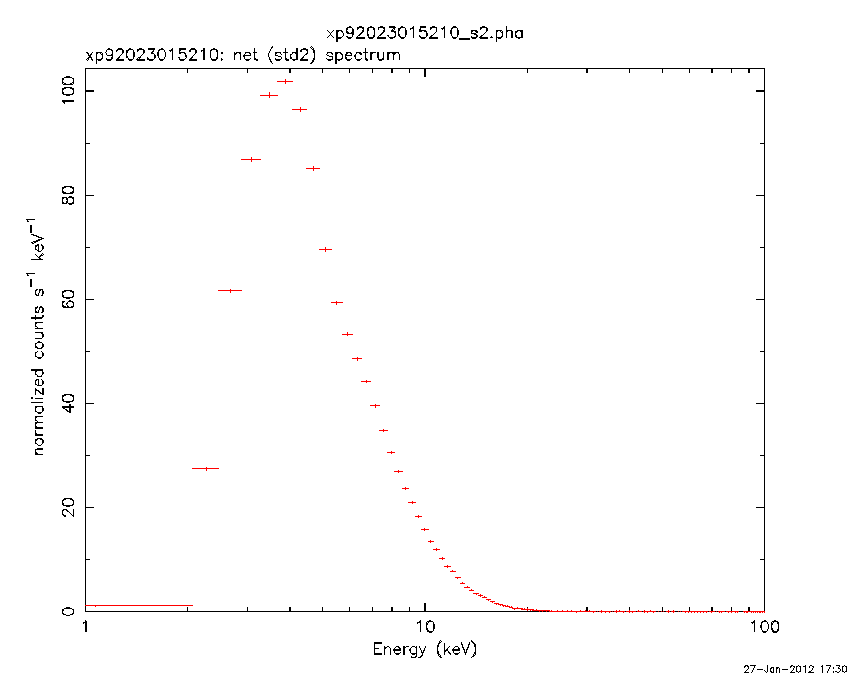 xp92023015210_s2.pha
xp92023015210: net (std2) spectrum
100
80
60
40
20
0
normalized counts s⁻¹ keV⁻¹
1 10 100
Energy (keV)
27-Jan-2012 17:30